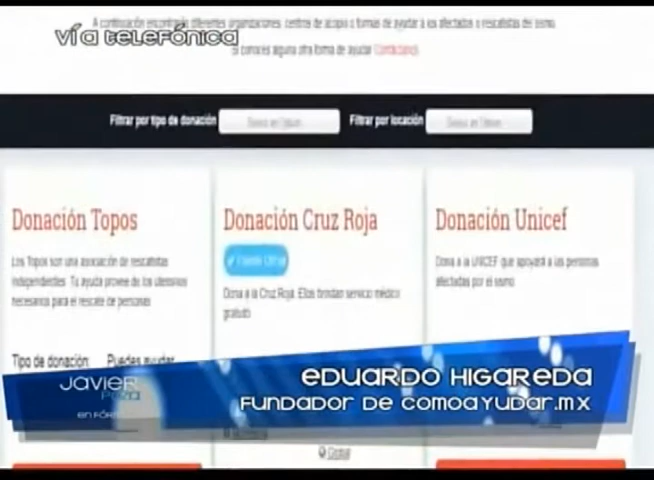 A continuación encontrarás diferentes organizaciones, centros de acopio o formas de ayudar a los afectados o rescatistas del sismo.
Si conoces alguna otra forma de ayudar Contáctanos
VÍA TELEFÓNICA
Filtrar por tipo de donación
Filtrar por locación
Donación Topos
Los Topos son una asociación de rescatistas
independientes. Tu ayuda provee de los utensilios
necesarios para el rescate de personas
Tipo de donación: Puedes ayudar
Donación Cruz Roja
Dona a la Cruz Roja. Ellos brindan servicio médico
gratuito
Donación Unicef
Dona a la UNICEF que apoyará a las personas
afectadas por el sismo
Global
JAVIER
POZA
EN FÓR
EDUARDO HIGAREDA
FUNDADOR DE COMOAYUDAR.MX